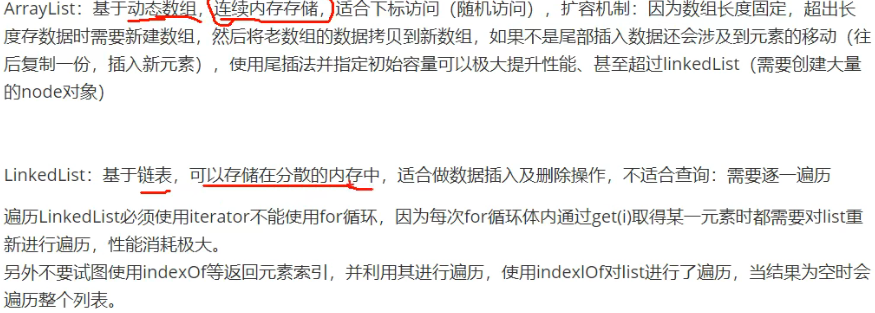 ArrayList：基于动态数组，连续内存存储，适合下标访问（随机访问），扩容机制：因为数组长度固定，超出长
度存数据时需要新建数组，然后将老数组的数据拷贝到新数组，如果不是尾部插入数据还会涉及到元素的移动（往
后复制一份，插入新元素），使用尾插法并指定初始容量可以极大提升性能、甚至超过linkedList（需要创建大量
的node对象）
LinkedList：基于链表，可以存储在分散的内存中，适合做数据插入及删除操作，不适合查询：需要逐一遍历
遍历LinkedList必须使用iterator不能使用for循环，因为每次for循环体内通过get(i)取得某一元素时都需要对list重
新进行遍历，性能消耗极大。
另外不要试图使用indexOf等返回元素索引，并利用其进行遍历，使用indexlOf对list进行了遍历，当结果为空时会
遍历整个列表。